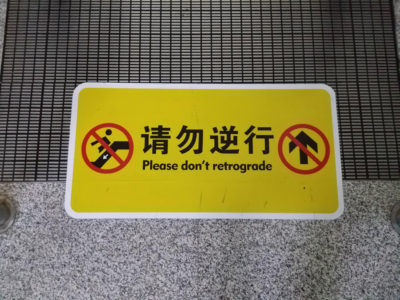 请勿逆行
Please don't retrograde